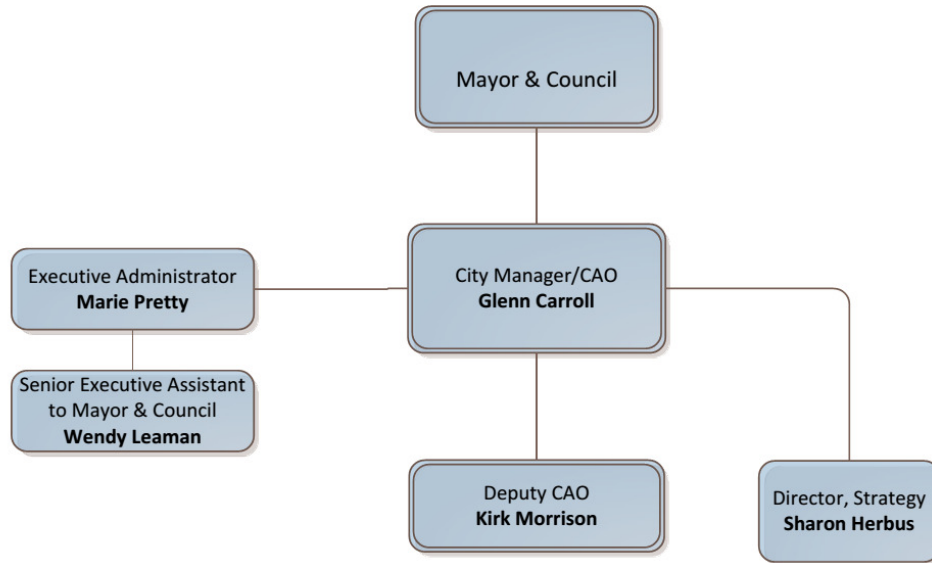 Mayor & Council
City Manager/CAO
Glenn Carroll
Executive Administrator
Marie Pretty
Senior Executive Assistant
to Mayor & Council
Wendy Leaman
Deputy CAO
Kirk Morrison
Director, Strategy
Sharon Herbus